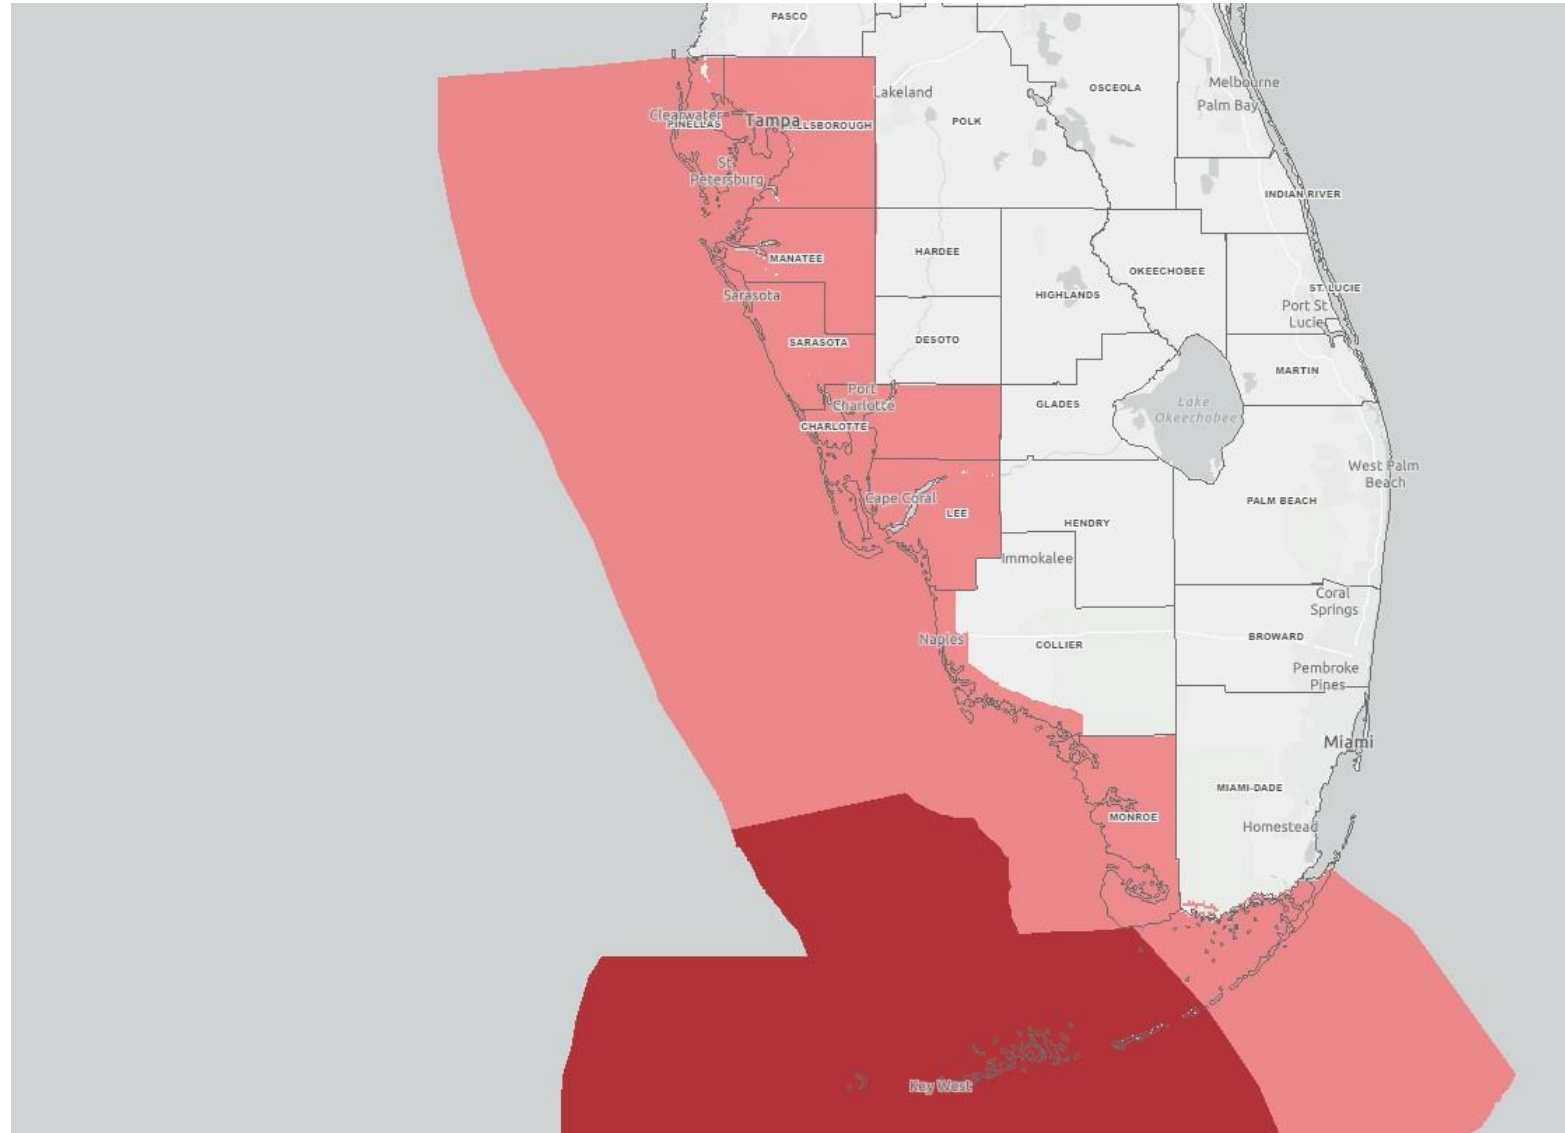 PASCO
OSCEOLA
Melbourne
Lakeland
Palm Bay
Clearwater
PINELLAS
Tampa
LLSBOROUGH
POLK
St
Petersburg
INDIAN RIVER
HARDEE
MANATEE
OKEECHOBEE
Sarasota
HIGHLANDS
ST. LUCIE
Port St
Lucie
SARASOTA
DESOTO
MARTIN
Port
Charlotte
GLADES
Lake
Okeechobee
CHARLOTTE
West Palm
Beach
Cape Coral
LEE
PALM BEACH
HENDRY
Immokalee
Coral
Springs
Naples
COLLIER
BROWARD
Pembroke
Pines
Miami
MIAMI-DADE
MONROE
Homestead
Key West